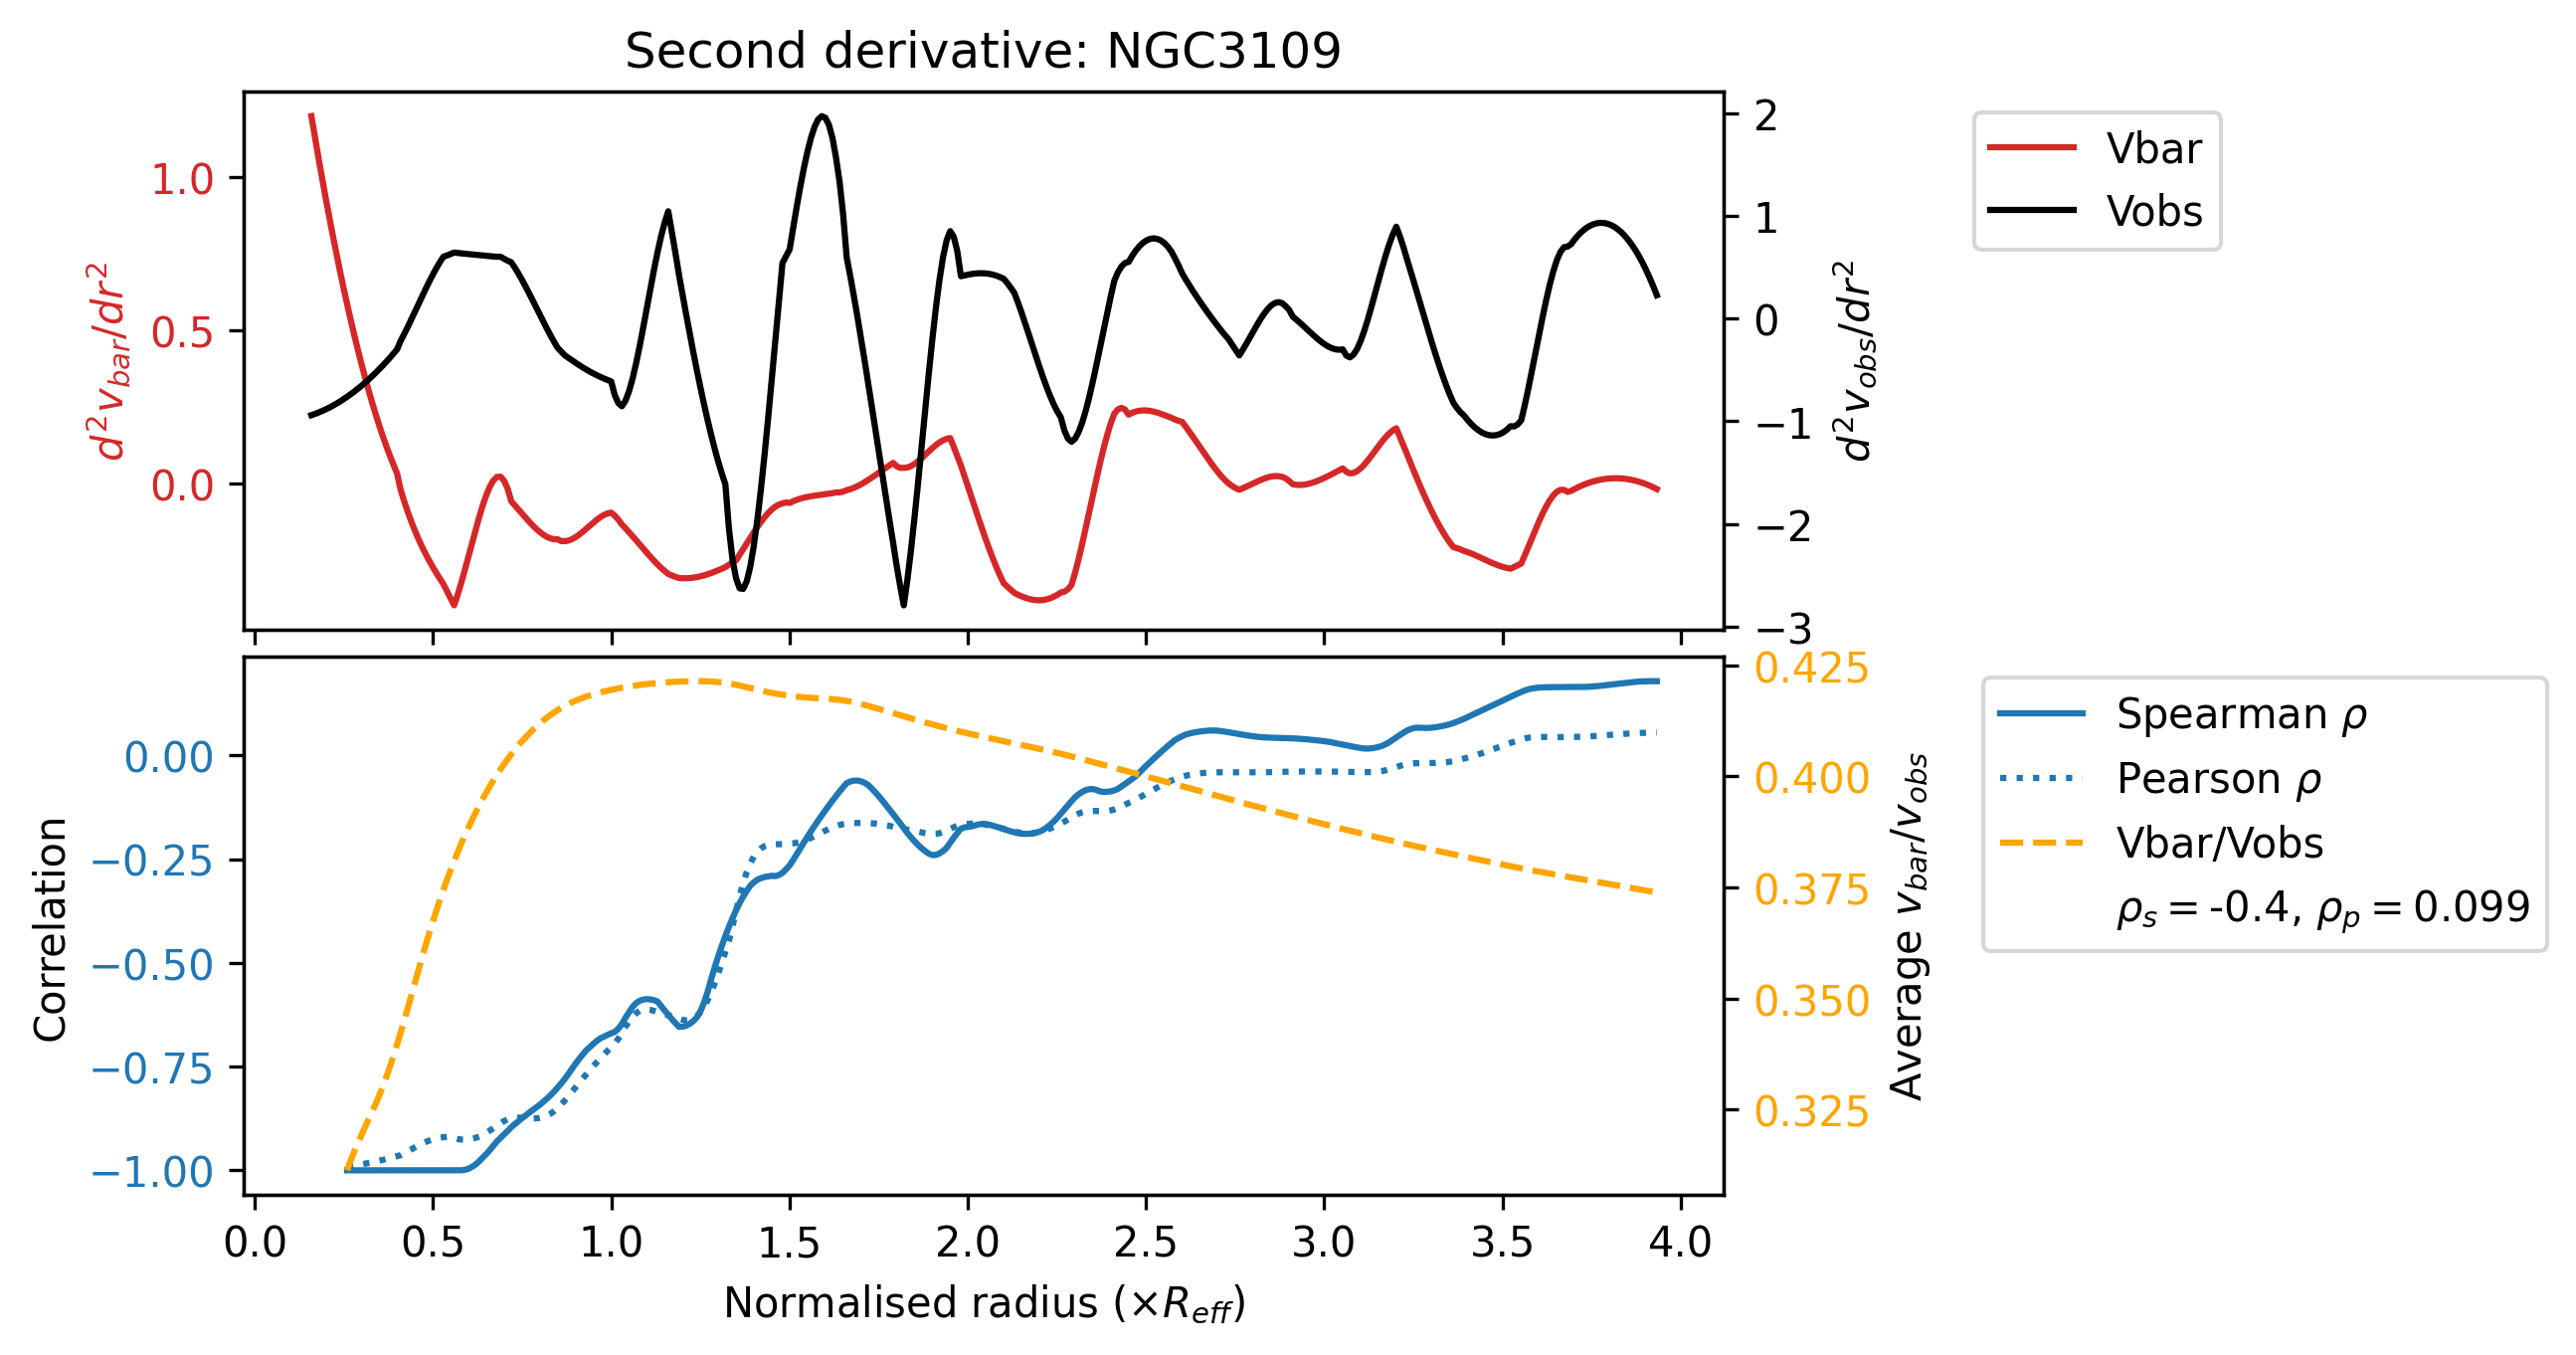 Second derivative: NGC3109
1.0
0.5
0.0
d²v_bar/dr²
2
1
0
−1
−2
−3
d²v_obs/dr²
Vbar
Vobs
0.00
−0.25
−0.50
−0.75
−1.00
Correlation
0.425
0.400
0.375
0.350
0.325
Average v_bar/v_obs
Spearman ρ
Pearson ρ
Vbar/Vobs
ρ_s = -0.4, ρ_p = 0.099
0.0 0.5 1.0 1.5 2.0 2.5 3.0 3.5 4.0
Normalised radius (×R_eff)